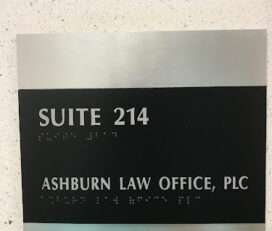 SUITE 214
ASHBURN LAW OFFICE, PLC